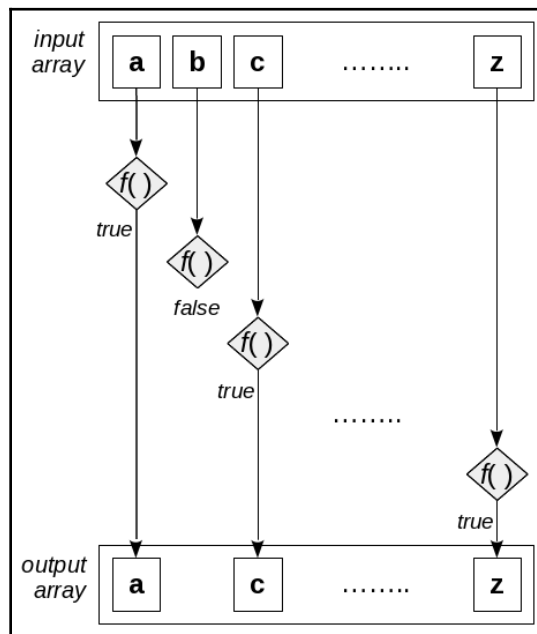 input
array
a b c ........ z
f( )
true
f( )
false
f( )
true
........
f( )
true
output
array
a c ........ z